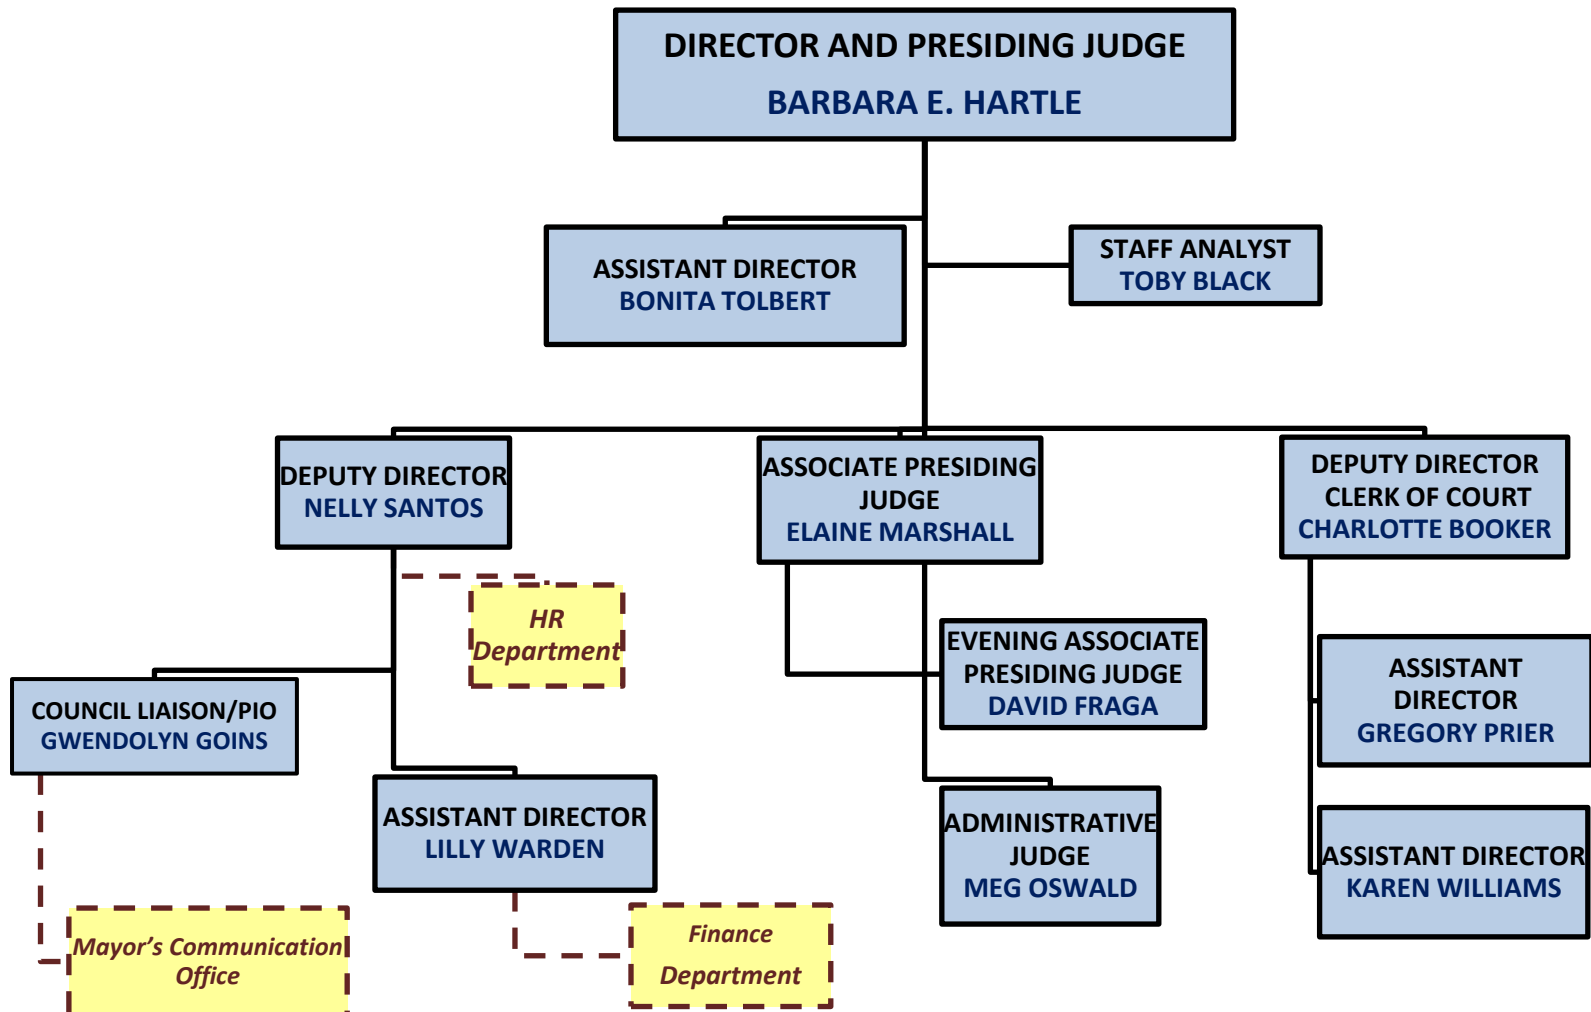 DIRECTOR AND PRESIDING JUDGE
BARBARA E. HARTLE
ASSISTANT DIRECTOR
BONITA TOLBERT
STAFF ANALYST
TOBY BLACK
DEPUTY DIRECTOR
NELLY SANTOS
ASSOCIATE PRESIDING
JUDGE
ELAINE MARSHALL
DEPUTY DIRECTOR
CLERK OF COURT
CHARLOTTE BOOKER
HR
Department
COUNCIL LIAISON/PIO
GWENDOLYN GOINS
EVENING ASSOCIATE
PRESIDING JUDGE
DAVID FRAGA
ASSISTANT
DIRECTOR
GREGORY PRIER
ASSISTANT DIRECTOR
LILLY WARDEN
ADMINISTRATIVE
JUDGE
MEG OSWALD
ASSISTANT DIRECTOR
KAREN WILLIAMS
Mayor’s Communication
Office
Finance
Department